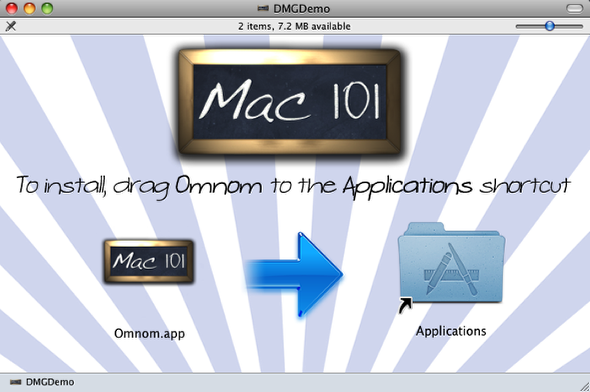 DMGDemo
2 items, 7.2 MB available
Mac 101
To install, drag Omnom to the Applications shortcut
Mac 101
Omnom.app
Applications
DMGDemo